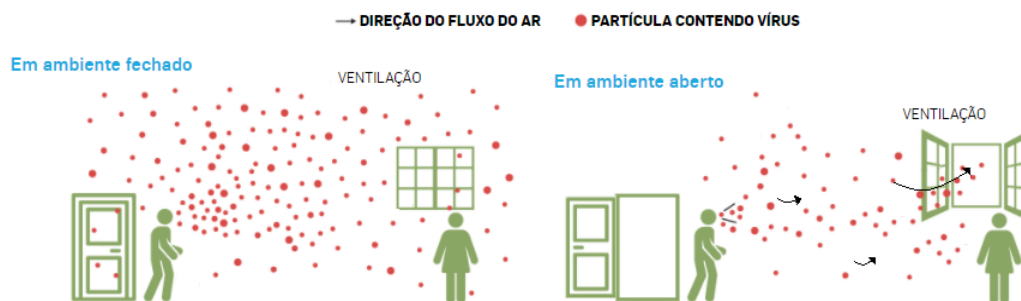 DIREÇÃO DO FLUXO DO AR
PARTÍCULA CONTENDO VÍRUS
Em ambiente fechado
VENTILAÇÃO
Em ambiente aberto
VENTILAÇÃO